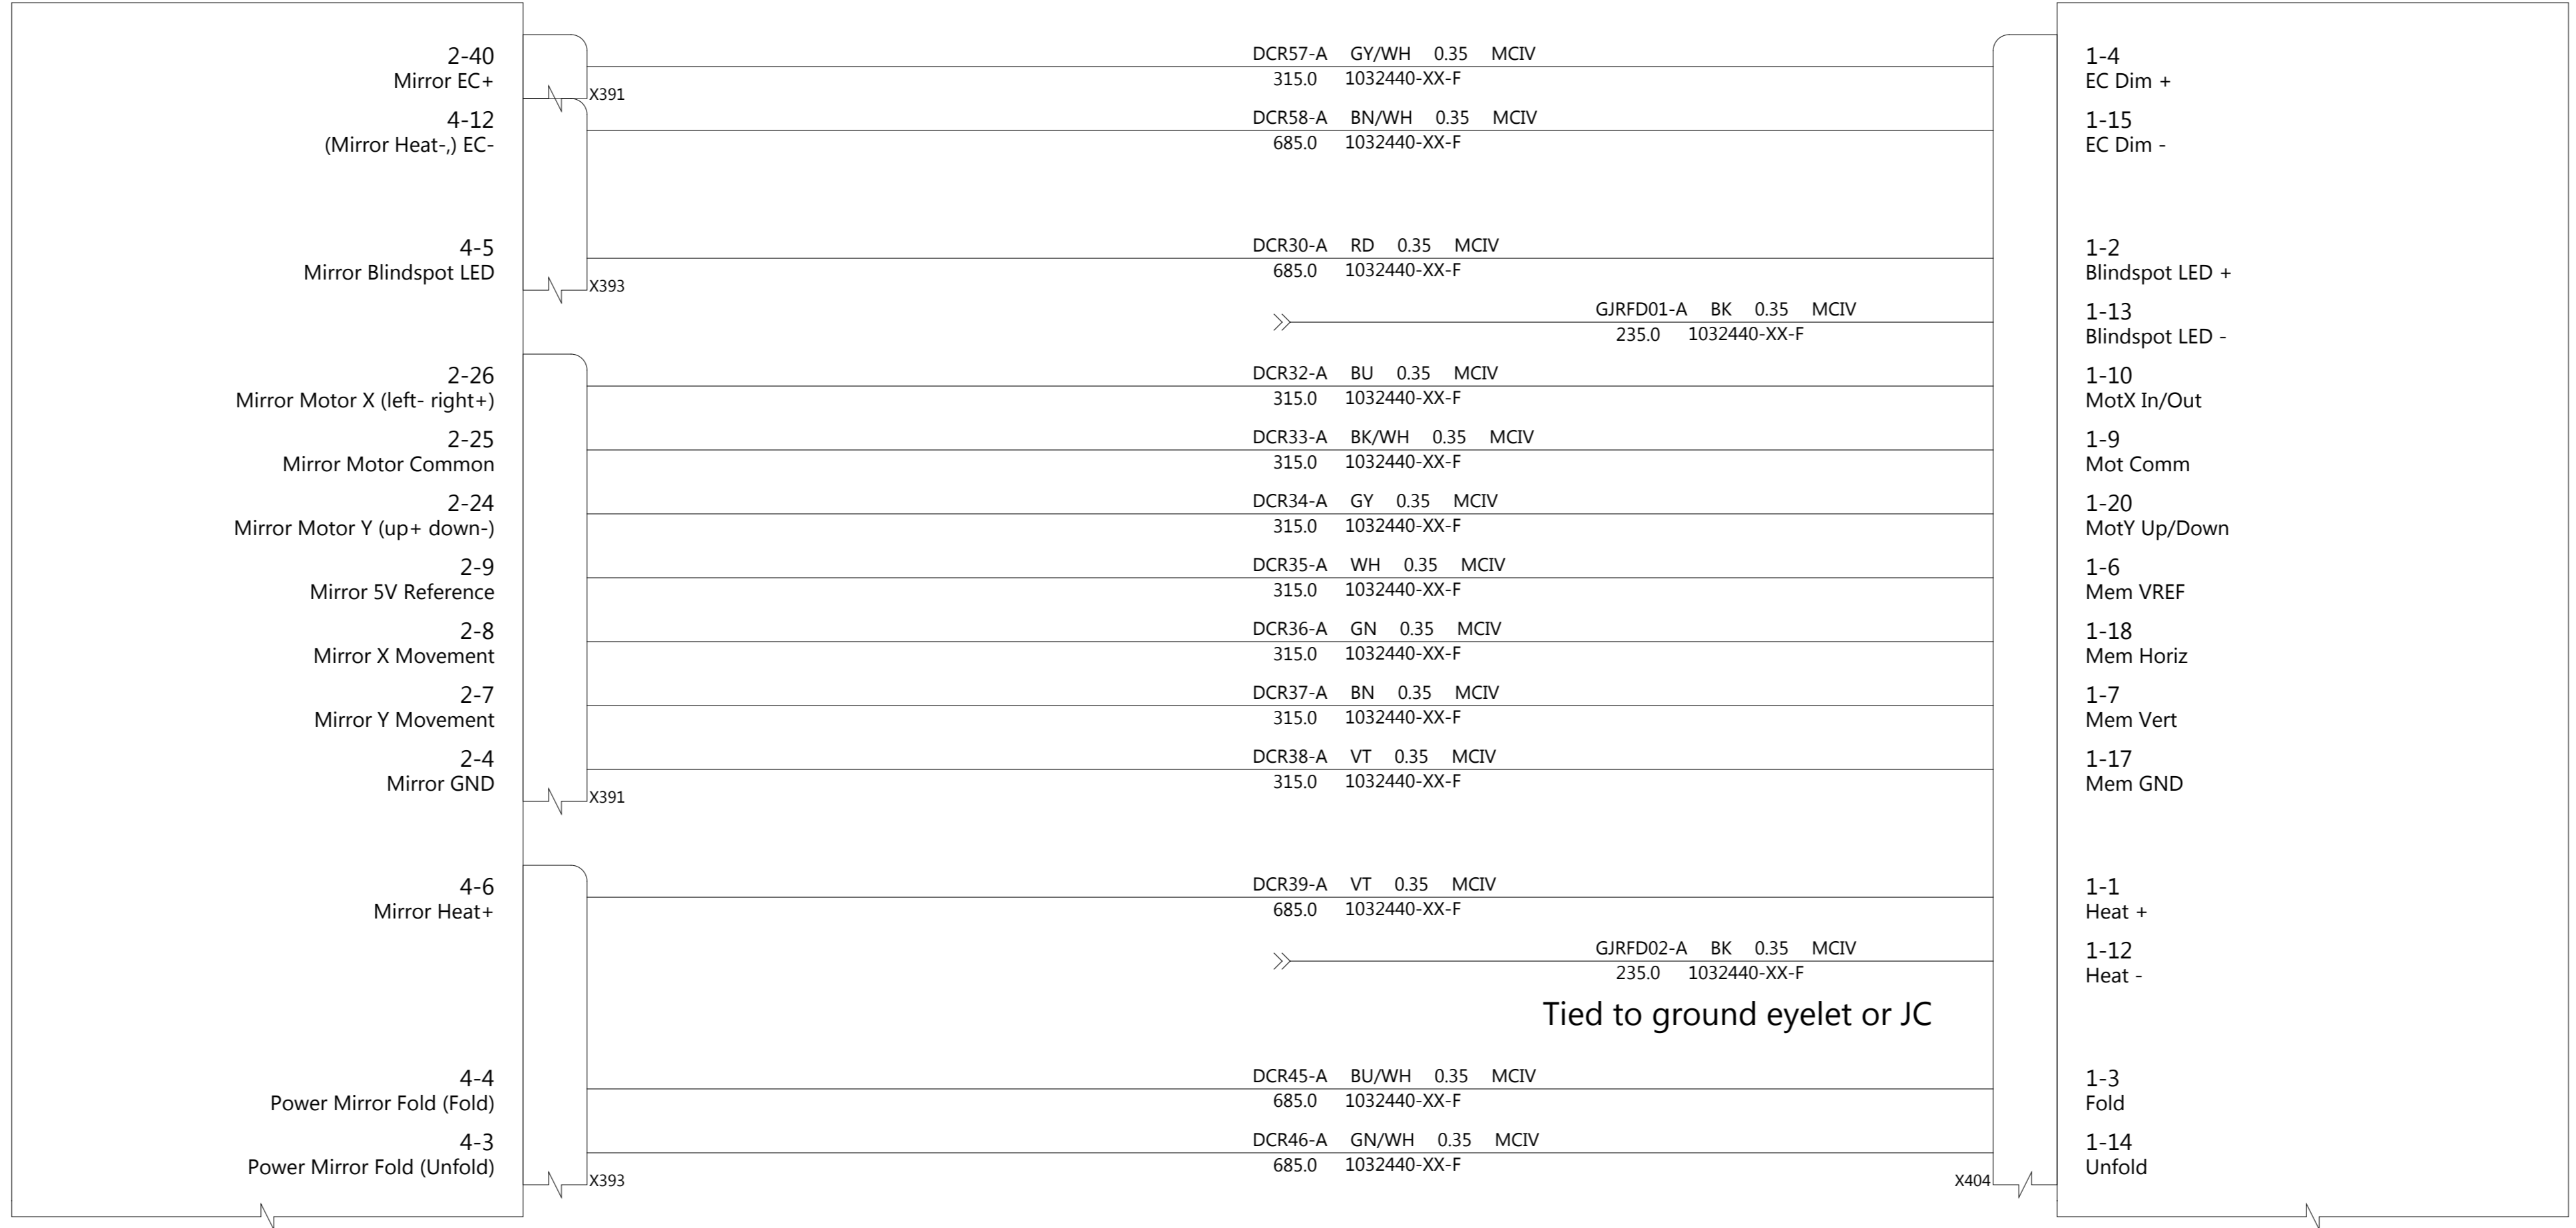 2-40
Mirror EC+
X391
DCR57-A GY/WH 0.35 MCIV
315.0 1032440-XX-F
1-4
EC Dim +
4-12
(Mirror Heat-,) EC-
DCR58-A BN/WH 0.35 MCIV
685.0 1032440-XX-F
1-15
EC Dim -
4-5
Mirror Blindspot LED
X393
DCR30-A RD 0.35 MCIV
685.0 1032440-XX-F
1-2
Blindspot LED +
GJRFD01-A BK 0.35 MCIV
235.0 1032440-XX-F
1-13
Blindspot LED -
2-26
Mirror Motor X (left- right+)
DCR32-A BU 0.35 MCIV
315.0 1032440-XX-F
1-10
MotX In/Out
2-25
Mirror Motor Common
DCR33-A BK/WH 0.35 MCIV
315.0 1032440-XX-F
1-9
Mot Comm
2-24
Mirror Motor Y (up+ down-)
DCR34-A GY 0.35 MCIV
315.0 1032440-XX-F
1-20
MotY Up/Down
2-9
Mirror 5V Reference
DCR35-A WH 0.35 MCIV
315.0 1032440-XX-F
1-6
Mem VREF
2-8
Mirror X Movement
DCR36-A GN 0.35 MCIV
315.0 1032440-XX-F
1-18
Mem Horiz
2-7
Mirror Y Movement
DCR37-A BN 0.35 MCIV
315.0 1032440-XX-F
1-7
Mem Vert
2-4
Mirror GND
X391
DCR38-A VT 0.35 MCIV
315.0 1032440-XX-F
1-17
Mem GND
4-6
Mirror Heat+
DCR39-A VT 0.35 MCIV
685.0 1032440-XX-F
1-1
Heat +
GJRFD02-A BK 0.35 MCIV
235.0 1032440-XX-F
1-12
Heat -
Tied to ground eyelet or JC
4-4
Power Mirror Fold (Fold)
DCR45-A BU/WH 0.35 MCIV
685.0 1032440-XX-F
1-3
Fold
4-3
Power Mirror Fold (Unfold)
X393
DCR46-A GN/WH 0.35 MCIV
685.0 1032440-XX-F
X404
1-14
Unfold